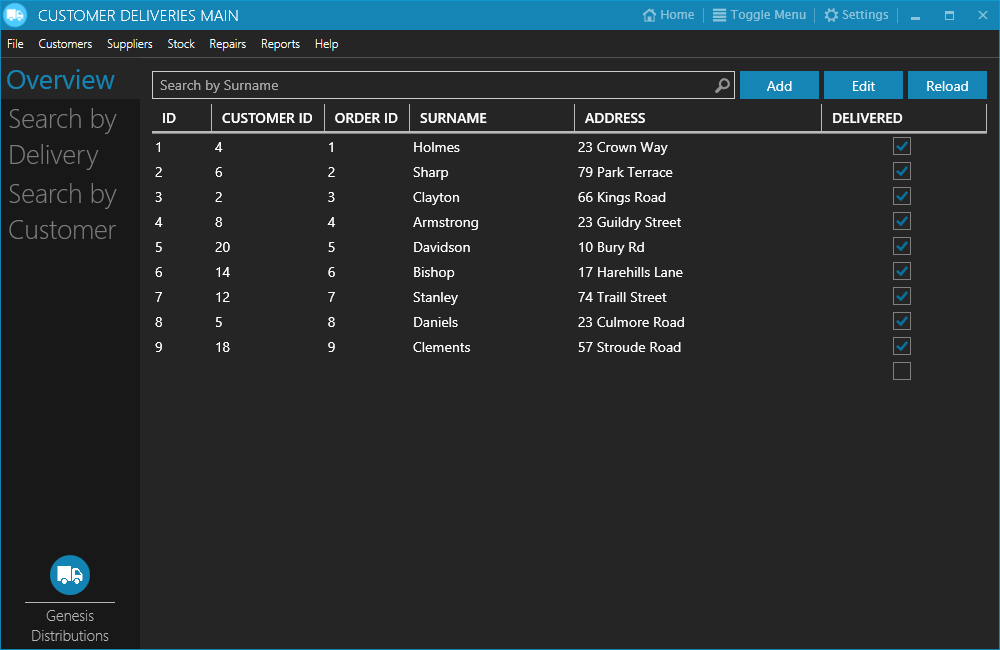 CUSTOMER DELIVERIES MAIN
Home
Toggle Menu
Settings
File Customers Suppliers Stock Repairs Reports Help
Overview
Search by
Delivery
Search by
Customer
Search by Surname
Add Edit Reload
ID CUSTOMER ID ORDER ID SURNAME ADDRESS DELIVERED
1 4 1 Holmes 23 Crown Way
2 6 2 Sharp 79 Park Terrace
3 2 3 Clayton 66 Kings Road
4 8 4 Armstrong 23 Guildry Street
5 20 5 Davidson 10 Bury Rd
6 14 6 Bishop 17 Harehills Lane
7 12 7 Stanley 74 Traill Street
8 5 8 Daniels 23 Culmore Road
9 18 9 Clements 57 Stroude Road
Genesis
Distributions